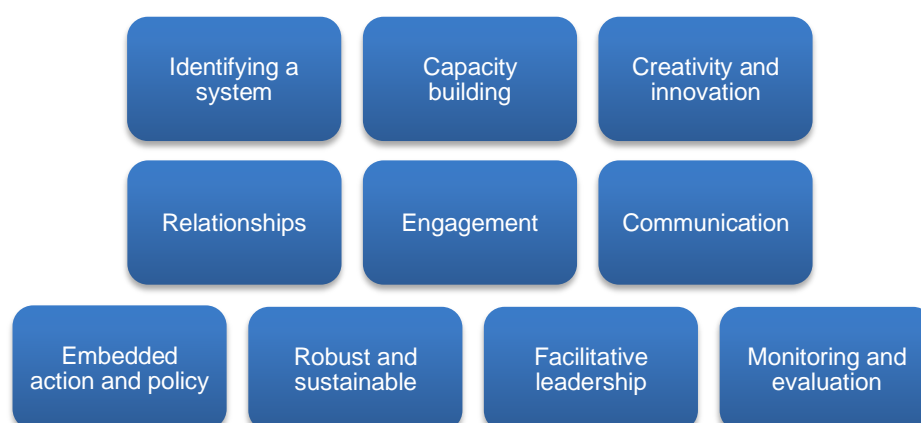 Identifying a
system
Capacity
building
Creativity and
innovation
Relationships
Engagement
Communication
Embedded
action and policy
Robust and
sustainable
Facilitative
leadership
Monitoring and
evaluation